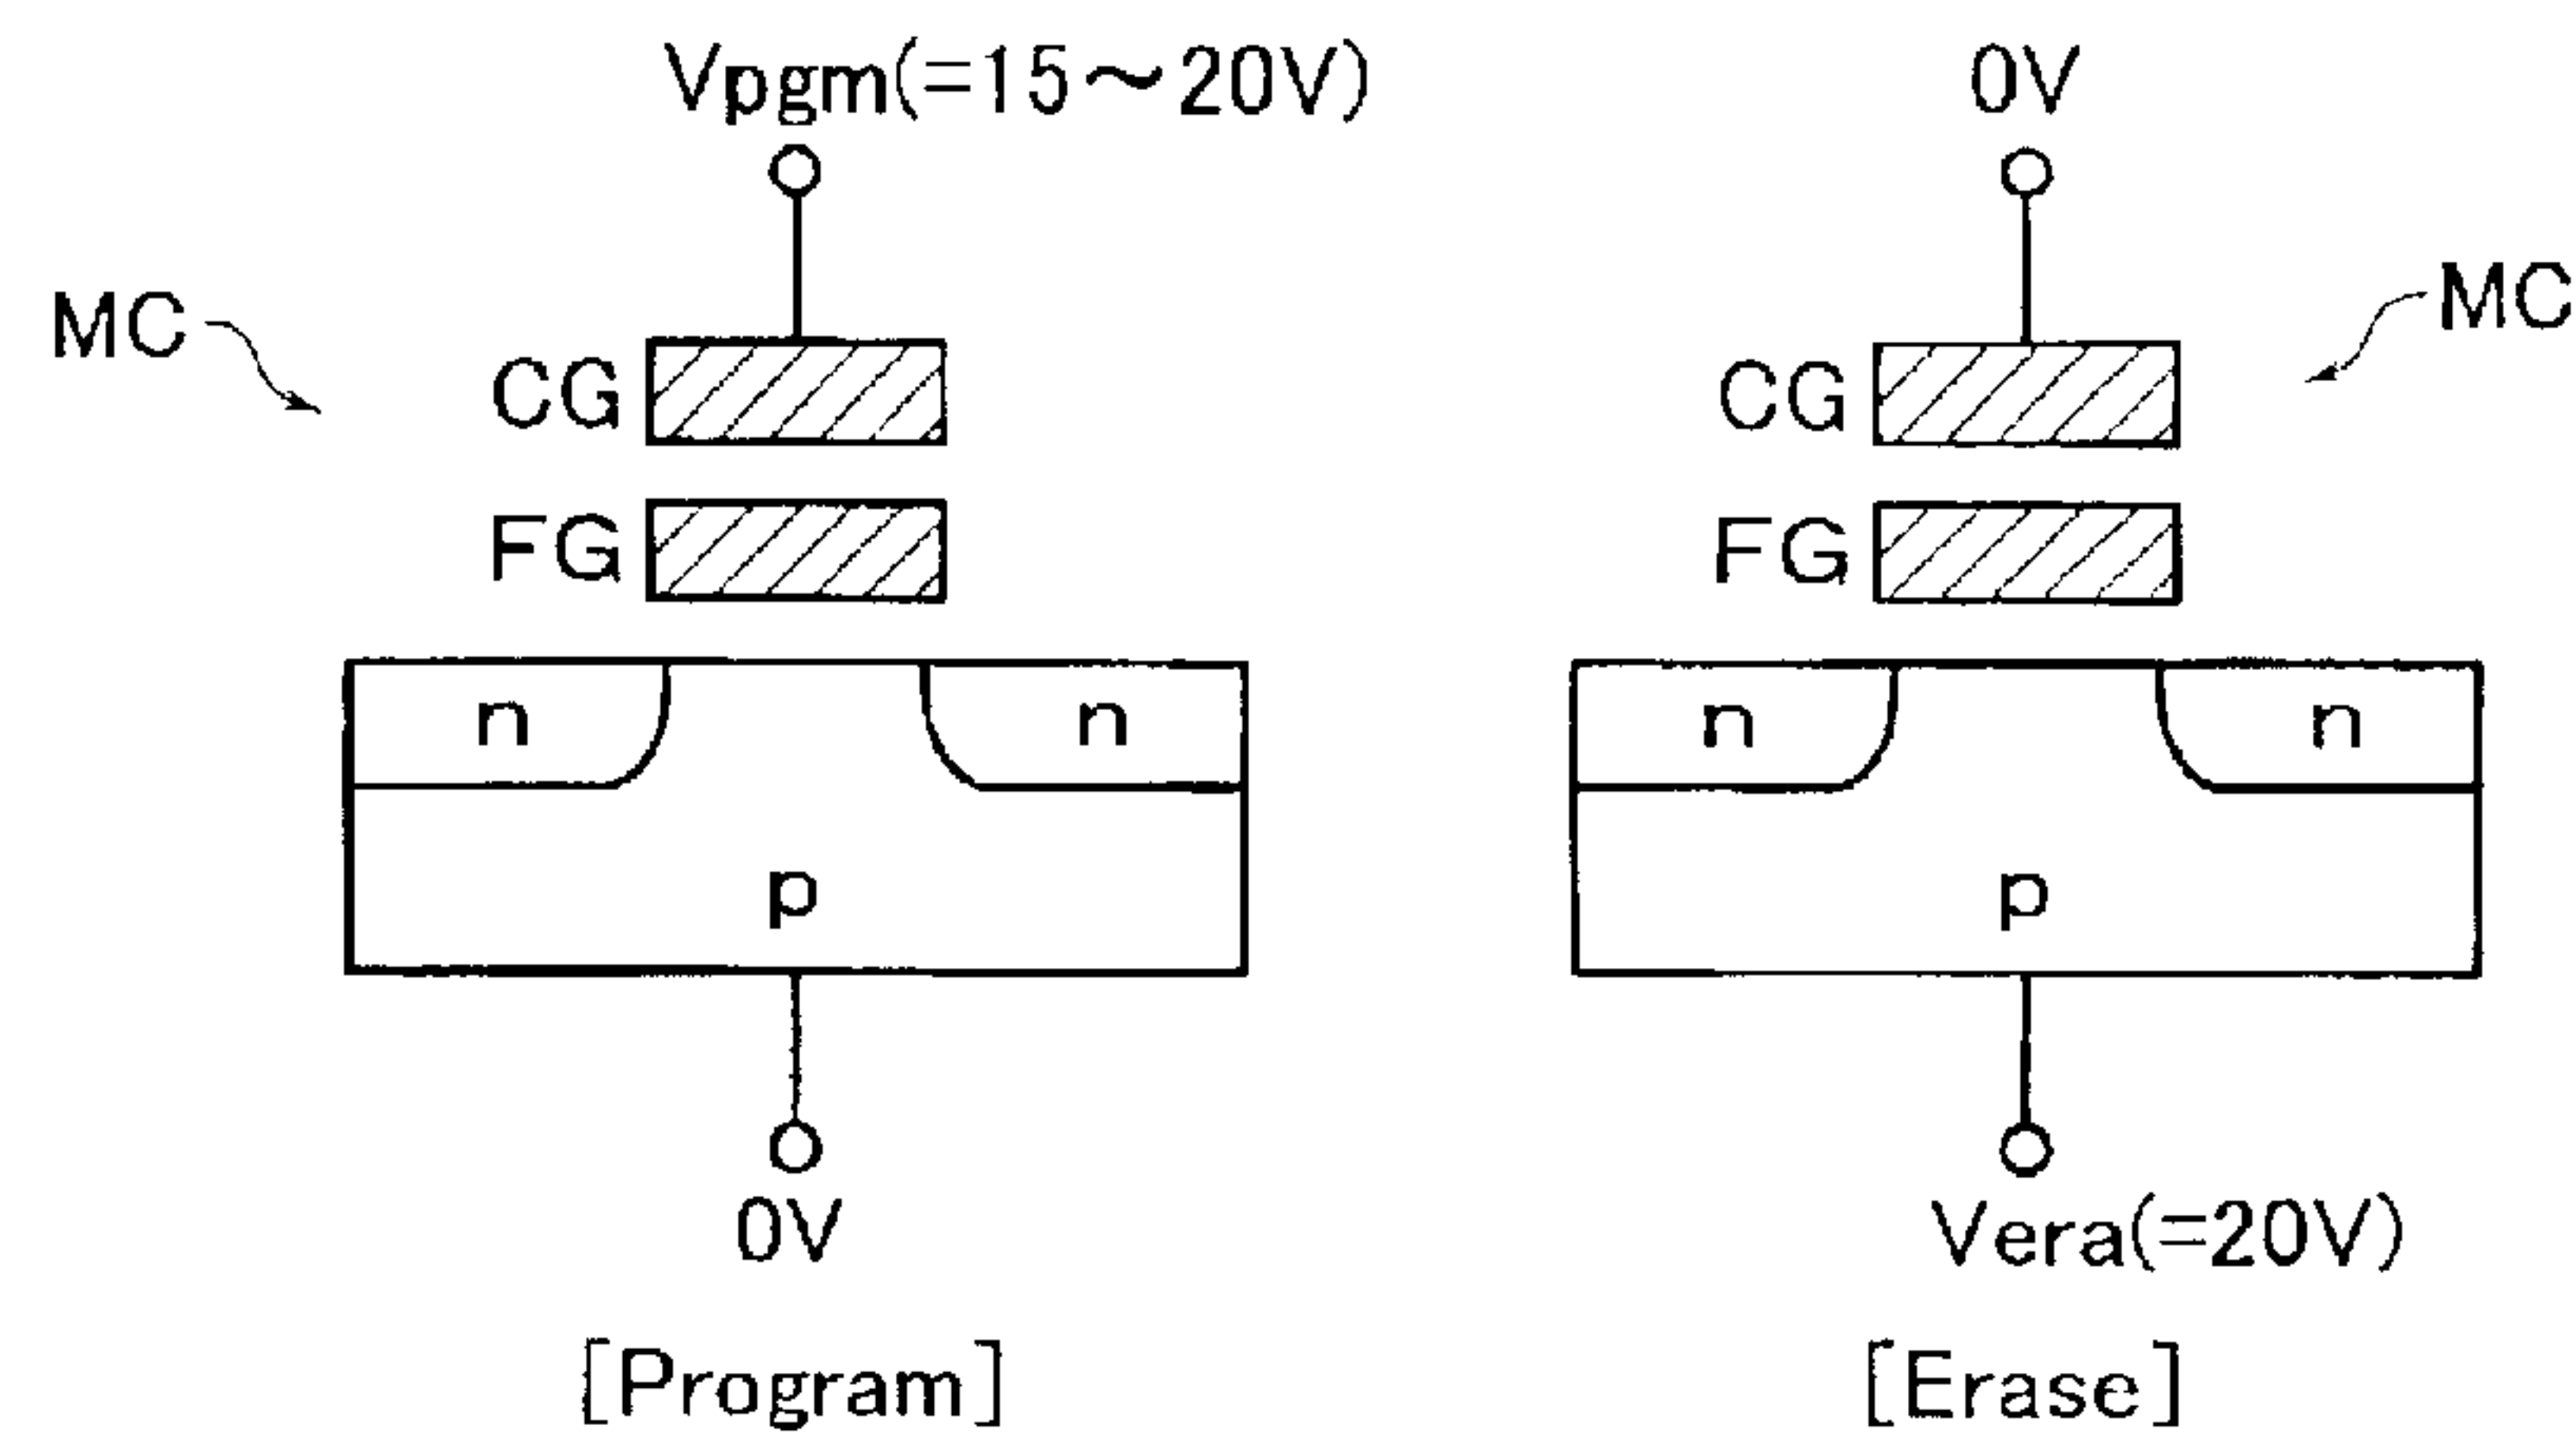 Vpgm(=15～20V)
0V
MC
MC
CG
CG
FG
FG
n
n
n
n
p
p
0V
Vera(=20V)
[Program]
[Erase]